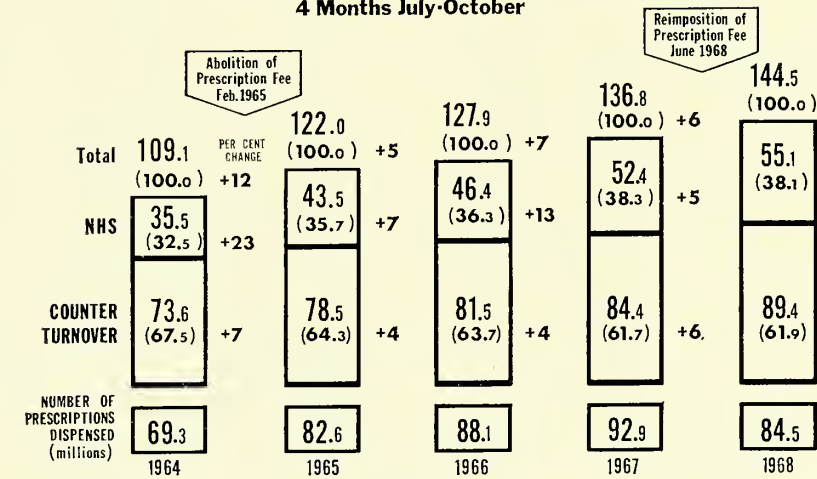 4 Months July·October
Abolition of
Prescription Fee
Feb.1965
Reimposition of
Prescription Fee
June 1968
Total 109.1 PER CENT CHANGE 122.0 127.9 136.8 144.5
(100.0) +12 (100.0) +5 (100.0) +7 (100.0) +6 (100.0)
NHS 35.5 43.5 46.4 52.4 55.1
(32.5) +23 (35.7) +7 (36.3) +13 (38.3) +5 (38.1)
COUNTER 73.6 78.5 81.5 84.4 89.4
TURNOVER (67.5) +7 (64.3) +4 (63.7) +4 (61.7) +6. (61.9)
NUMBER OF
PRESCRIPTIONS
DISPENSED 69.3 82.6 88.1 92.9 84.5
(millions)
1964 1965 1966 1967 1968